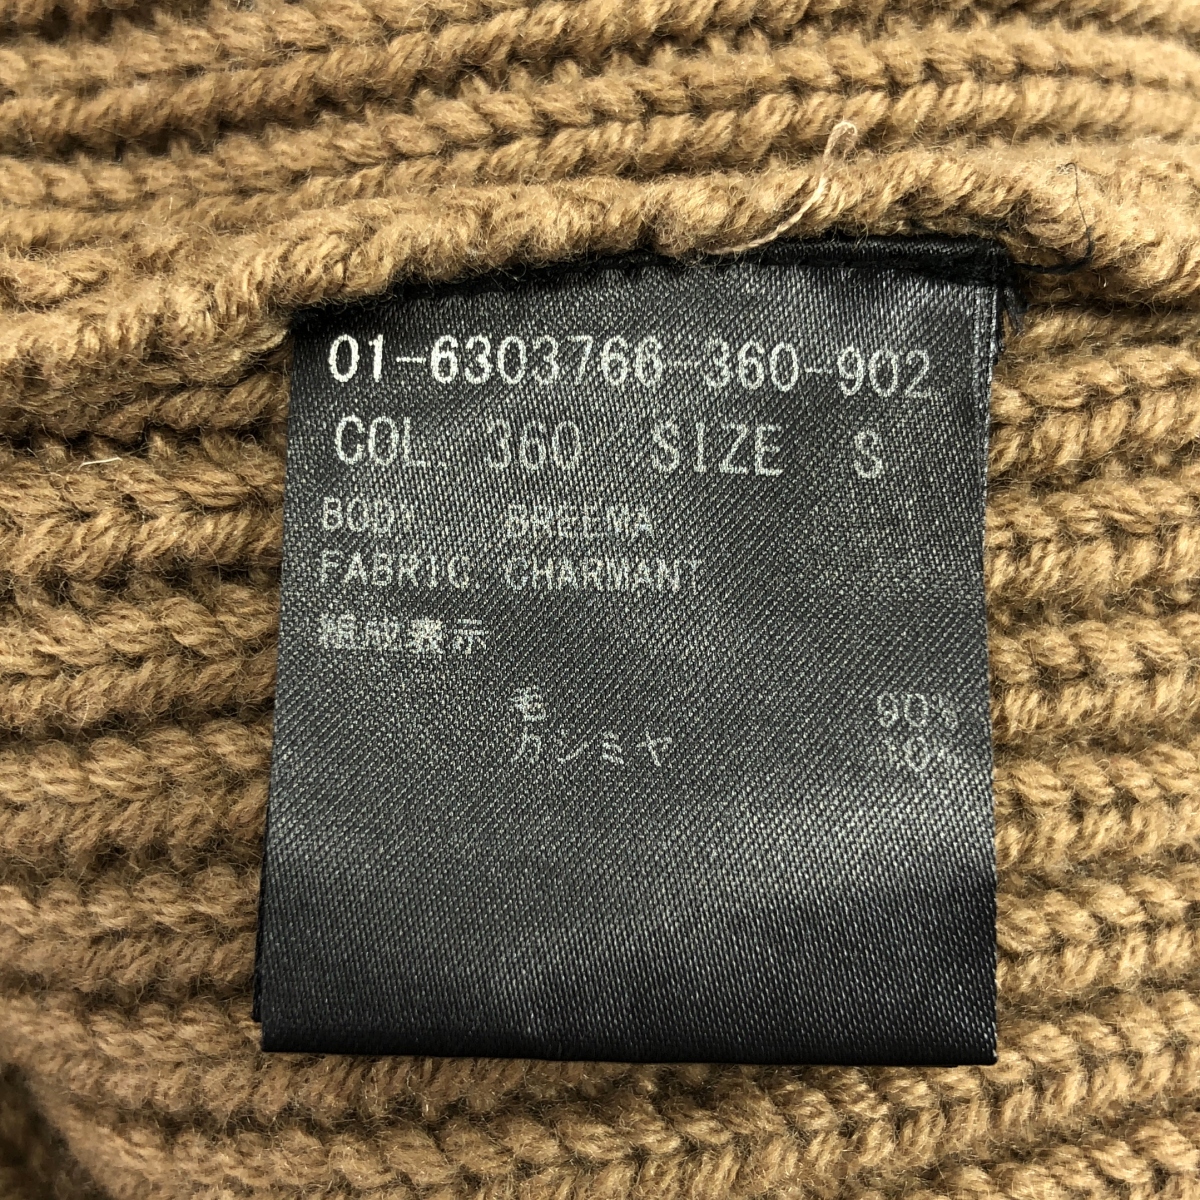 01-6303766-360-902
COL. 360 SIZE S
BODY BREEMA
FABRIC CHARMANT
組成表示
毛 90%
カシミヤ 10%